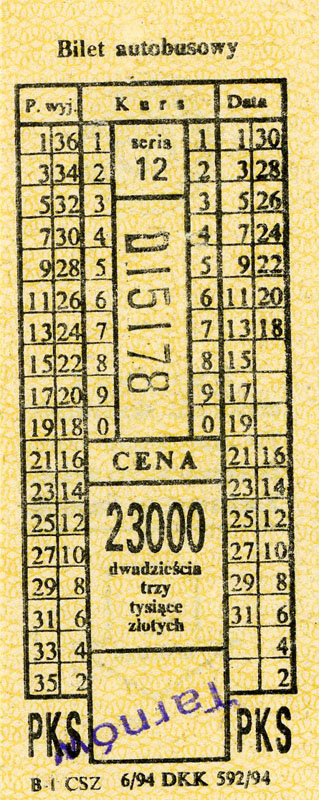 Bilet autobusowy
P. wyj. Kurs Data
1 36 1 seria 1 1 30
3 34 2 12 2 3 28
5 32 3 3 5 26
7 30 4 4 7 24
9 28 5 5 9 22
11 26 6 6 11 20
13 24 7 7 13 18
15 22 8 8 15
17 20 9 9 17
19 18 0 0 19
015178
21 16 CENA 21 16
23 14 23 14
25 12 23000 25 12
27 10 dwadzieścia 27 10
29 8 trzy 29 8
31 6 tysiące 31 6
złotych
33 4 4
35 2 2
PKS Tarnów PKS
B-1 CSZ 6/94 DKK 592/94